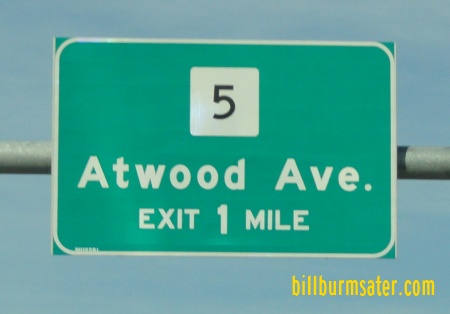 5
Atwood Ave.
EXIT 1 MILE
billburmsater.com